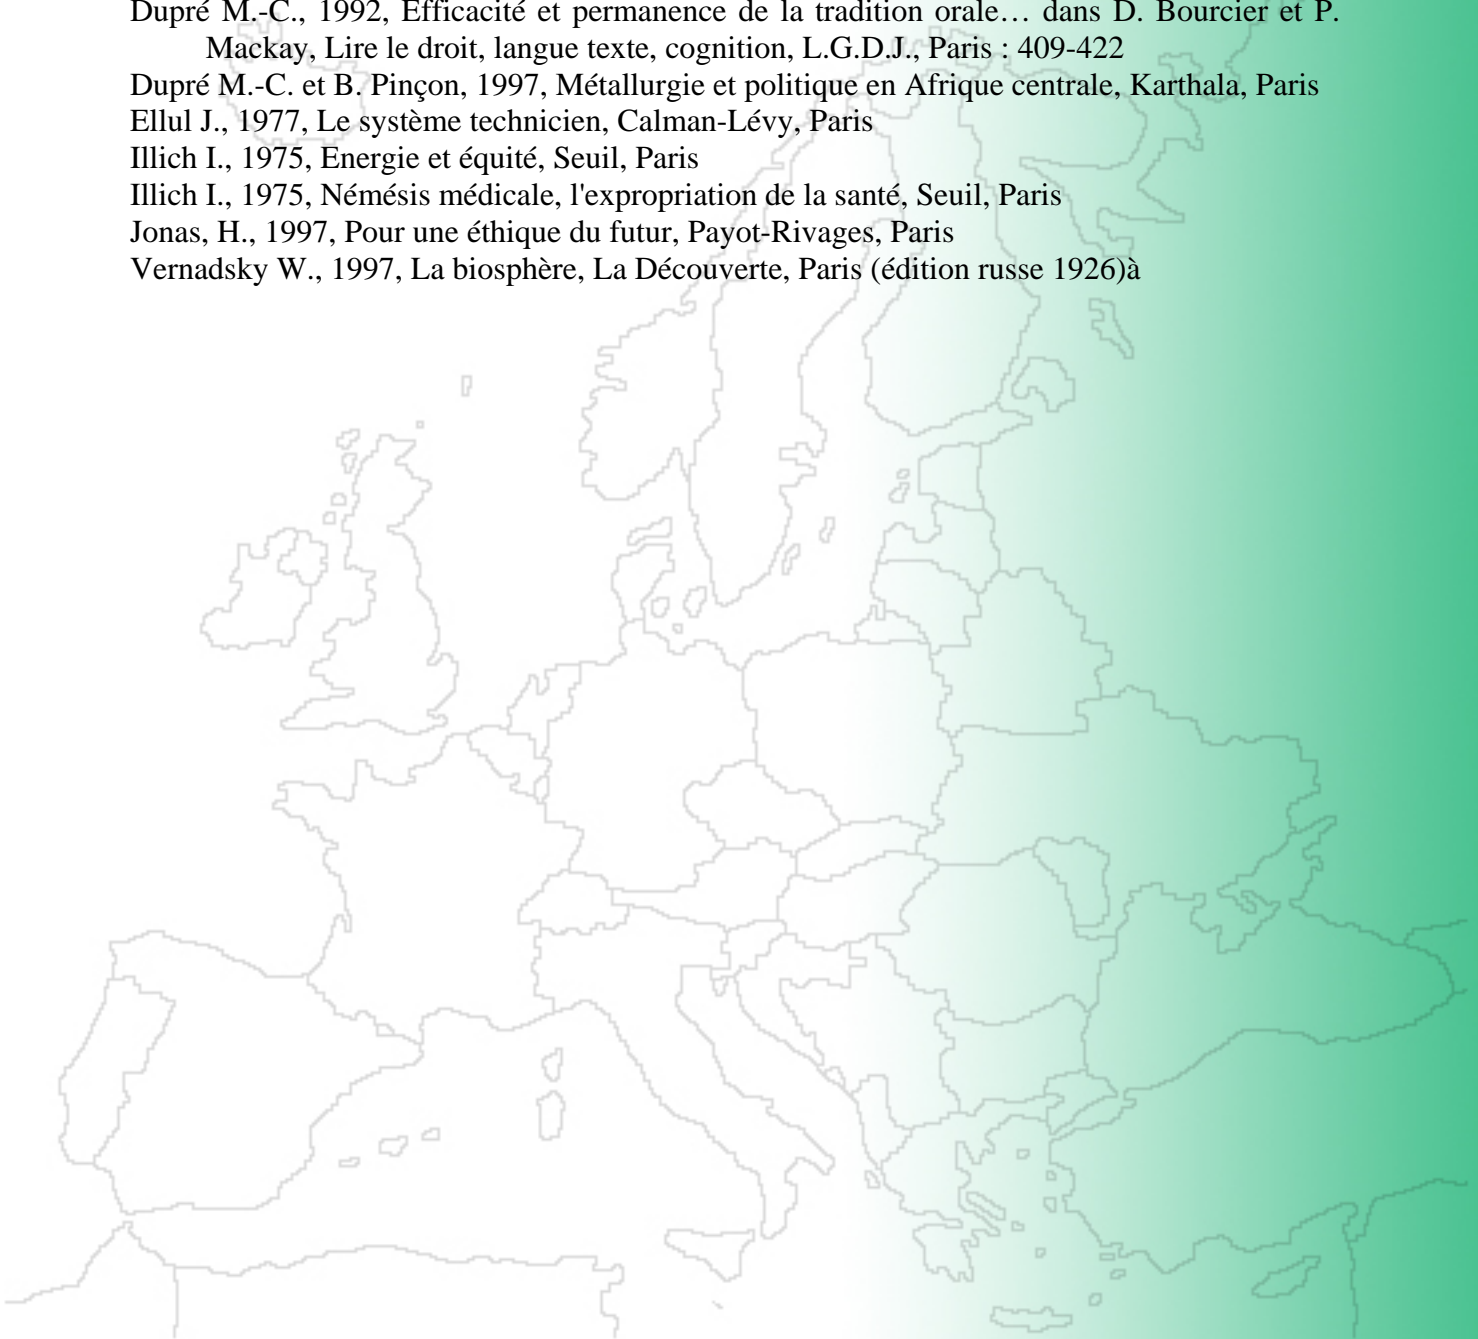 Dupré M.-C., 1992, Efficacité et permanence de la tradition orale… dans D. Bourcier et P.
Mackay, Lire le droit, langue texte, cognition, L.G.D.J., Paris : 409-422
Dupré M.-C. et B. Pinçon, 1997, Métallurgie et politique en Afrique centrale, Karthala, Paris
Ellul J., 1977, Le système technicien, Calman-Lévy, Paris
Illich I., 1975, Energie et équité, Seuil, Paris
Illich I., 1975, Némésis médicale, l'expropriation de la santé, Seuil, Paris
Jonas, H., 1997, Pour une éthique du futur, Payot-Rivages, Paris
Vernadsky W., 1997, La biosphère, La Découverte, Paris (édition russe 1926)à